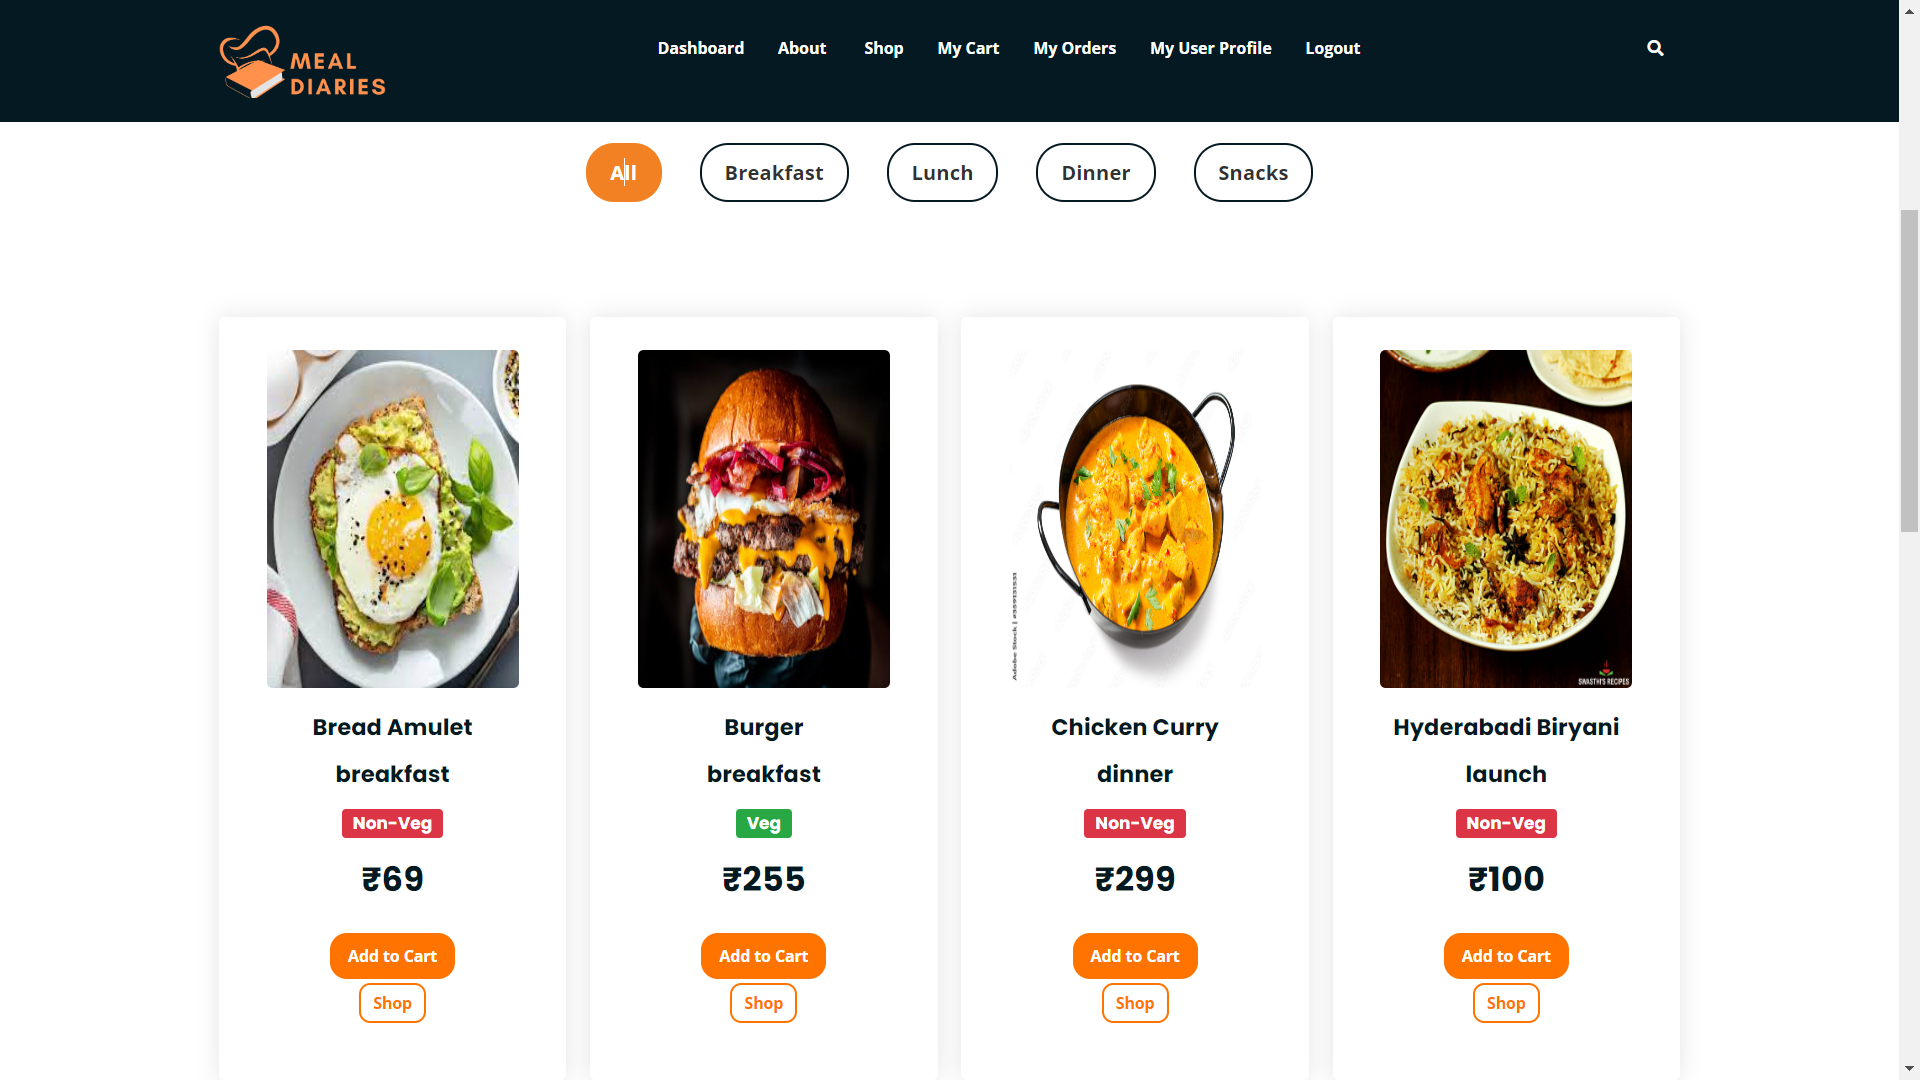 MEAL
DIARIES
Dashboard About Shop My Cart My Orders My User Profile Logout
All Breakfast Lunch Dinner Snacks
Adobe Stock | #359131531
SWASTHI'S RECIPES
Bread Amulet Burger Chicken Curry Hyderabadi Biryani
breakfast breakfast dinner launch
Non-Veg Veg Non-Veg Non-Veg
₹69 ₹255 ₹299 ₹100
Add to Cart Add to Cart Add to Cart Add to Cart
Shop Shop Shop Shop